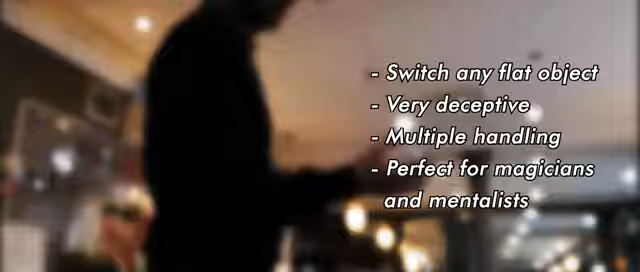 - Switch any flat object
- Very deceptive
- Multiple handling
- Perfect for magicians
and mentalists